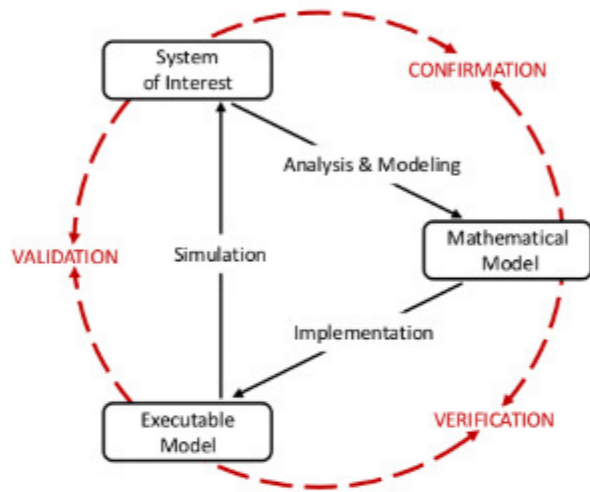 System
of Interest
CONFIRMATION
Analysis & Modeling
VALIDATION
Simulation
Mathematical
Model
Implementation
Executable
Model
VERIFICATION